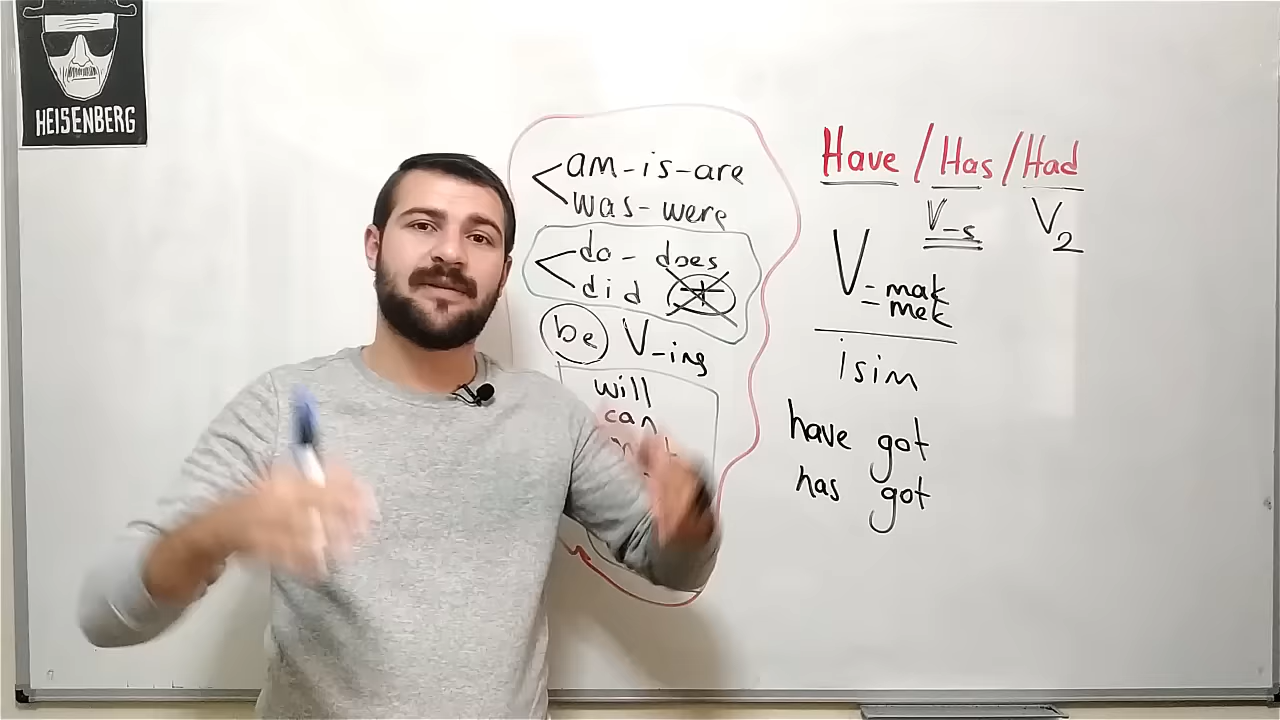 HEISENBERG
am-is-are
was-were
do - does
did +
be V-ing
will
can
Have / Has / Had
V-s V2
V-mak
mek
isim
have got
has got